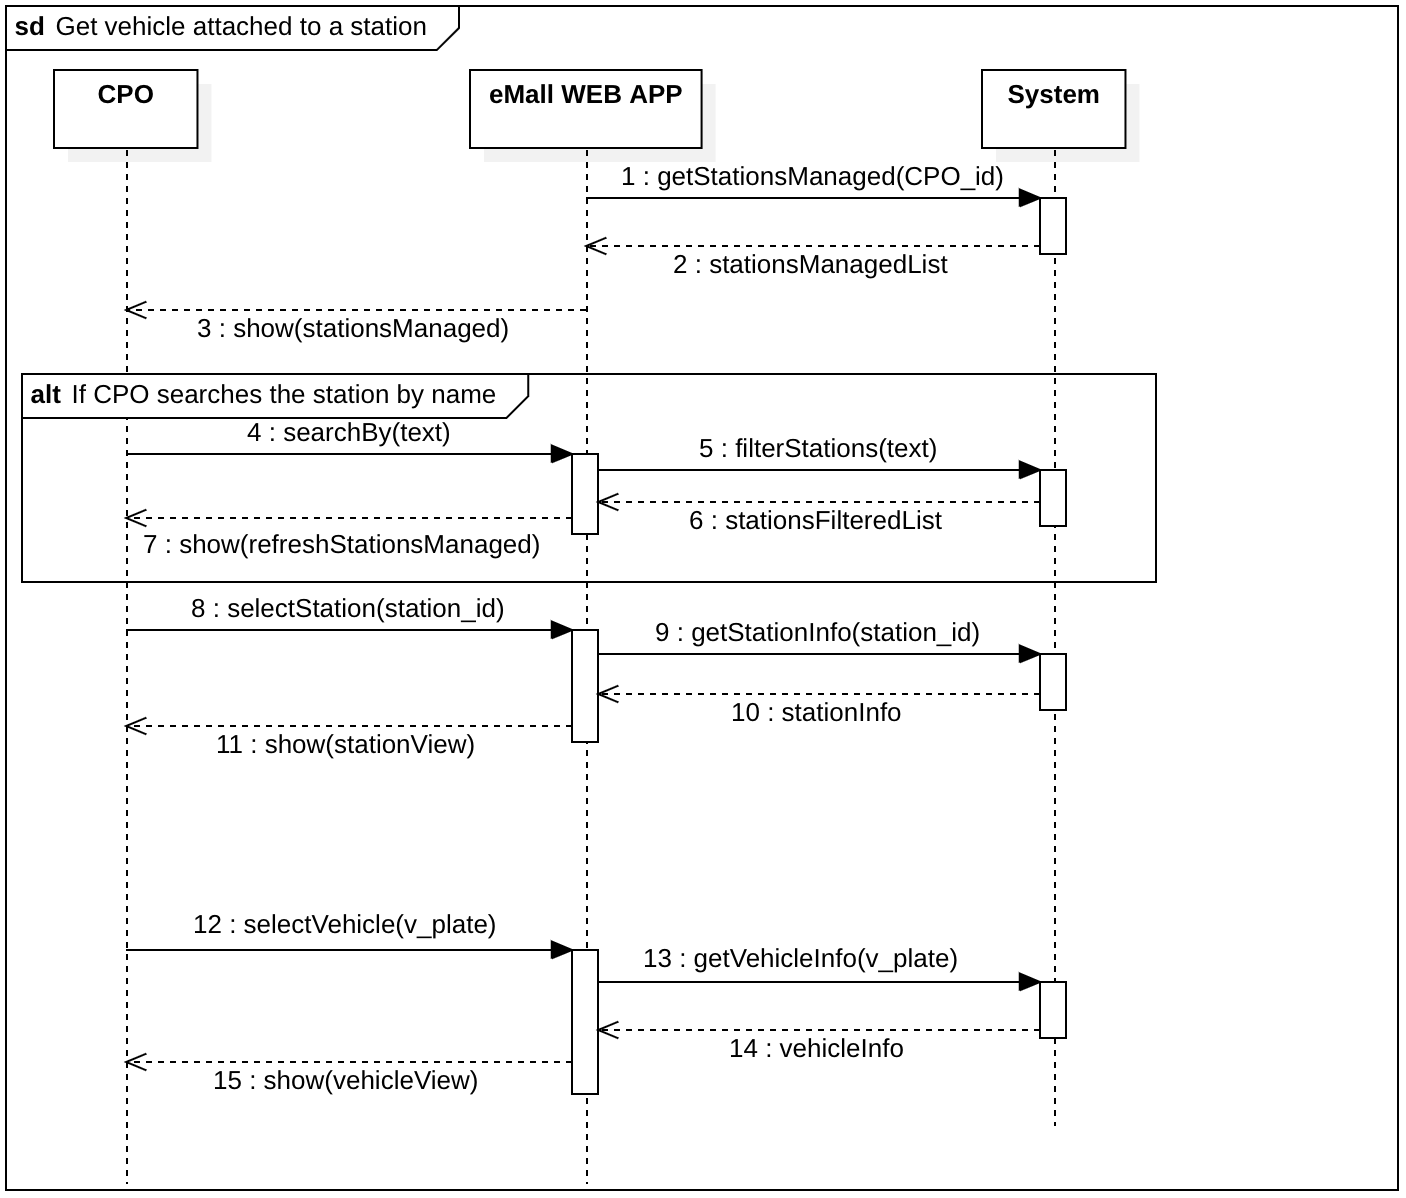 sd Get vehicle attached to a station
CPO
eMall WEB APP
System
1 : getStationsManaged(CPO_id)
2 : stationsManagedList
3 : show(stationsManaged)
alt If CPO searches the station by name
4 : searchBy(text)
5 : filterStations(text)
6 : stationsFilteredList
7 : show(refreshStationsManaged)
8 : selectStation(station_id)
9 : getStationInfo(station_id)
10 : stationInfo
11 : show(stationView)
12 : selectVehicle(v_plate)
13 : getVehicleInfo(v_plate)
14 : vehicleInfo
15 : show(vehicleView)